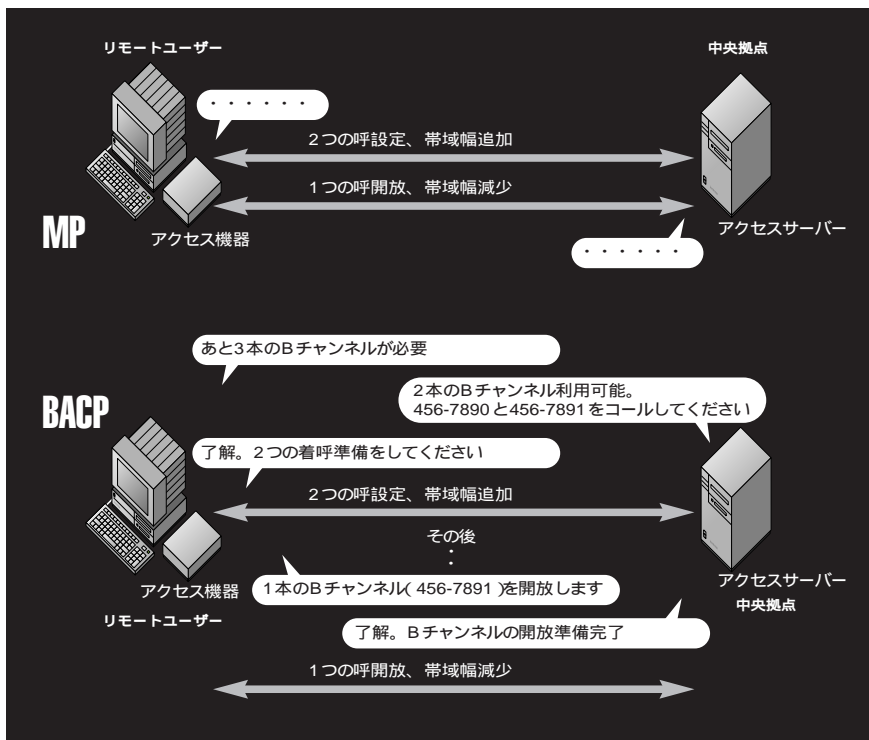 リモートユーザー
中央拠点
・・・・・・
2つの呼設定、帯域幅追加
1つの呼開放、帯域幅減少
MP
アクセス機器
アクセスサーバー
・・・・・・
あと3本のBチャンネルが必要
BACP
2本のBチャンネル利用可能。
456-7890と456-7891をコールしてください
了解。2つの着呼準備をしてください
2つの呼設定、帯域幅追加
その後
・
・
アクセス機器
1本のBチャンネル(456-7891)を開放します
アクセスサーバー
中央拠点
リモートユーザー
了解。Bチャンネルの開放準備完了
1つの呼開放、帯域幅減少